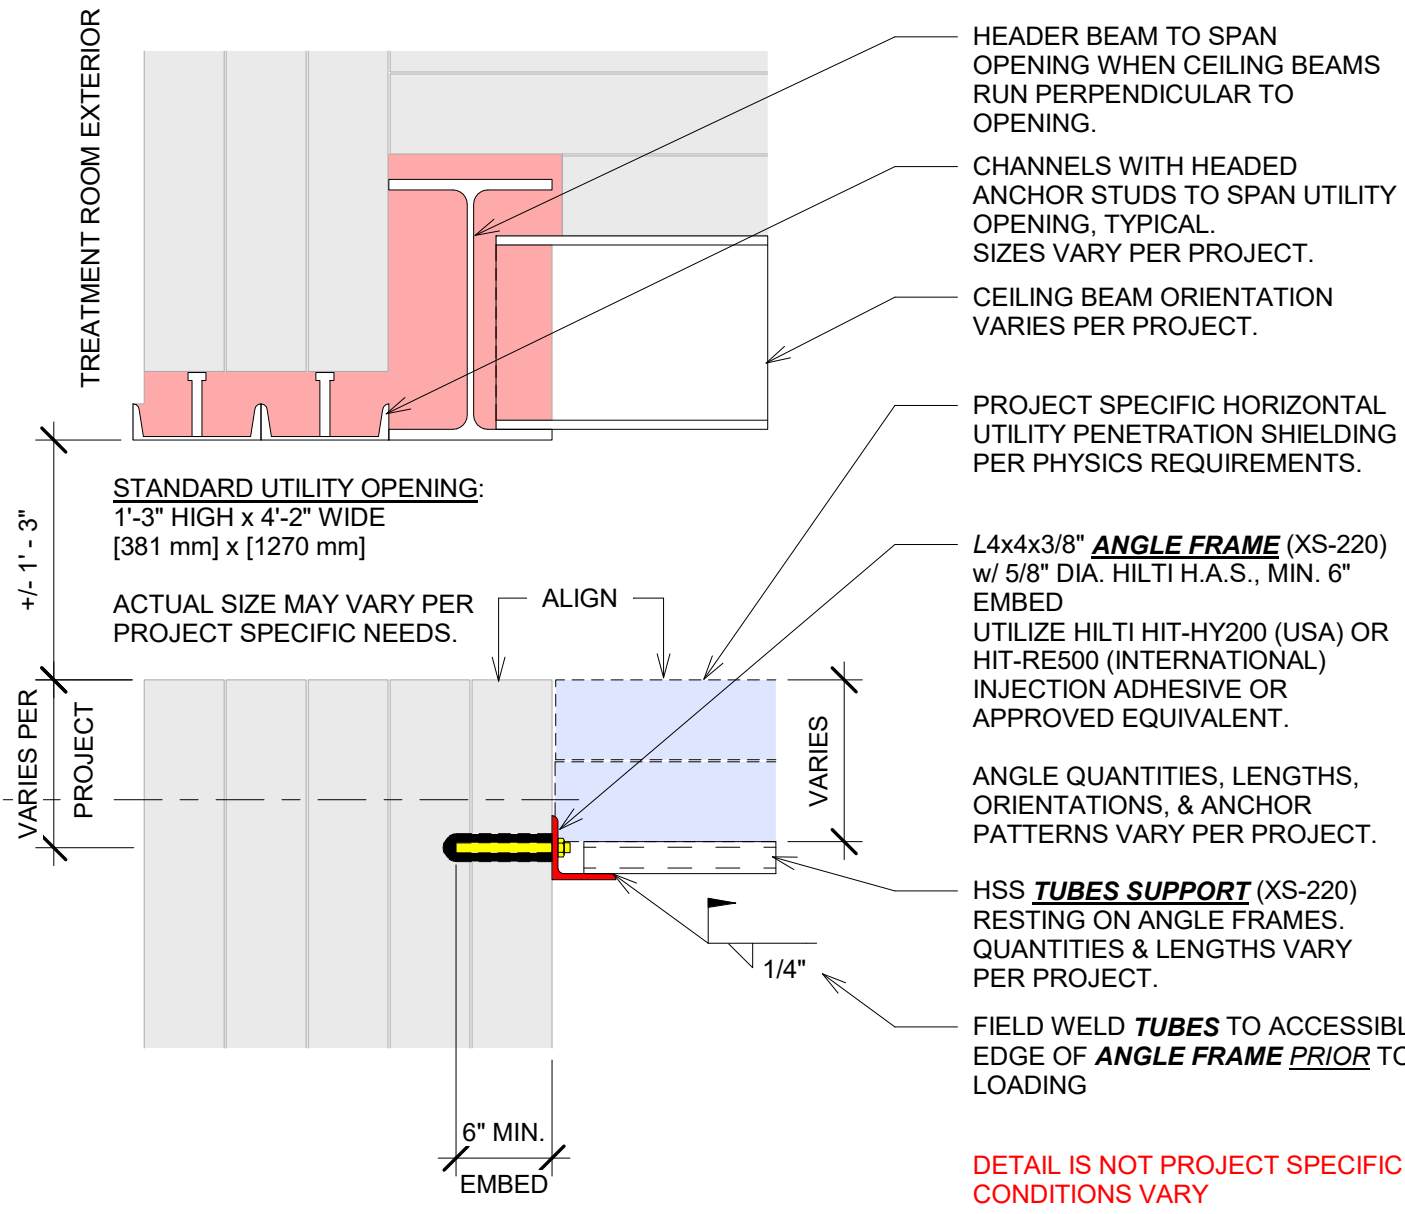 TREATMENT ROOM EXTERIOR
HEADER BEAM TO SPAN
OPENING WHEN CEILING BEAMS
RUN PERPENDICULAR TO
OPENING.
CHANNELS WITH HEADED
ANCHOR STUDS TO SPAN UTILITY
OPENING, TYPICAL.
SIZES VARY PER PROJECT.
CEILING BEAM ORIENTATION
VARIES PER PROJECT.
PROJECT SPECIFIC HORIZONTAL
UTILITY PENETRATION SHIELDING
PER PHYSICS REQUIREMENTS.
+/- 1' - 3"
STANDARD UTILITY OPENING:
1'-3" HIGH x 4'-2" WIDE
[381 mm] x [1270 mm]
ACTUAL SIZE MAY VARY PER
PROJECT SPECIFIC NEEDS.
ALIGN
L4x4x3/8" ANGLE FRAME (XS-220)
w/ 5/8" DIA. HILTI H.A.S., MIN. 6"
EMBED
UTILIZE HILTI HIT-HY200 (USA) OR
HIT-RE500 (INTERNATIONAL)
INJECTION ADHESIVE OR
APPROVED EQUIVALENT.
ANGLE QUANTITIES, LENGTHS,
ORIENTATIONS, & ANCHOR
PATTERNS VARY PER PROJECT.
VARIES PER
PROJECT
VARIES
HSS TUBES SUPPORT (XS-220)
RESTING ON ANGLE FRAMES.
QUANTITIES & LENGTHS VARY
PER PROJECT.
1/4"
FIELD WELD TUBES TO ACCESSIBL
EDGE OF ANGLE FRAME PRIOR TO
LOADING
6" MIN.
EMBED
DETAIL IS NOT PROJECT SPECIFIC
CONDITIONS VARY